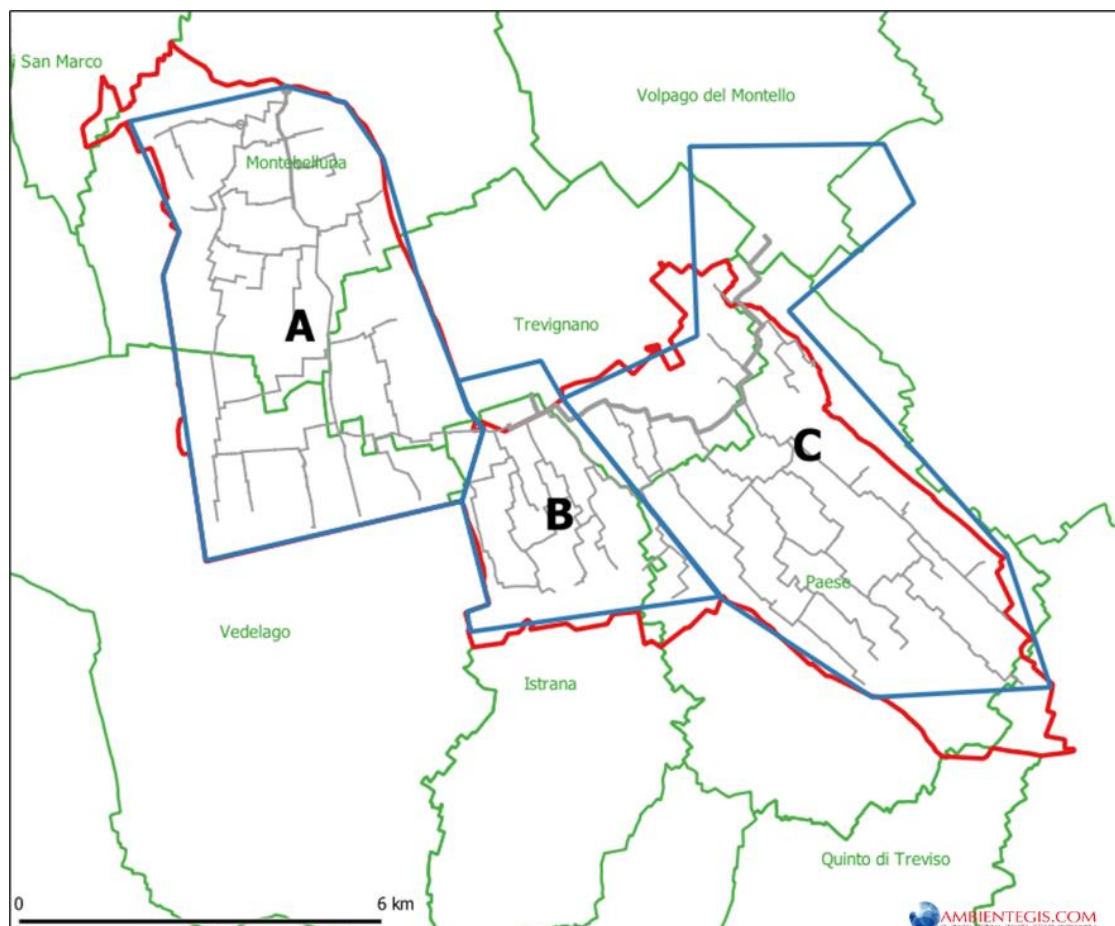 i San Marco
Volpago del Montello
Montebelluna
A
Trevignano
C
B
Paese
Vedelago
Istrana
Quinto di Treviso
0
6 km
AMBIENTEGIS.COM